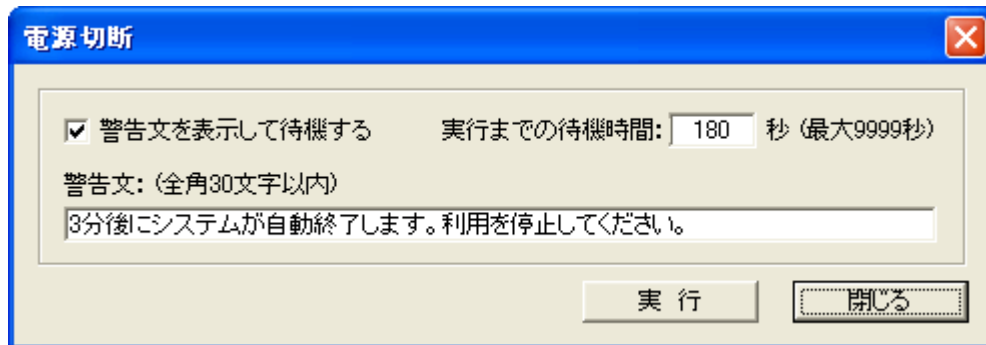 電源切断
警告文を表示して待機する 実行までの待機時間: 180 秒 (最大9999秒)
警告文: (全角30文字以内)
3分後にシステムが自動終了します。利用を停止してください。
実 行 閉じる